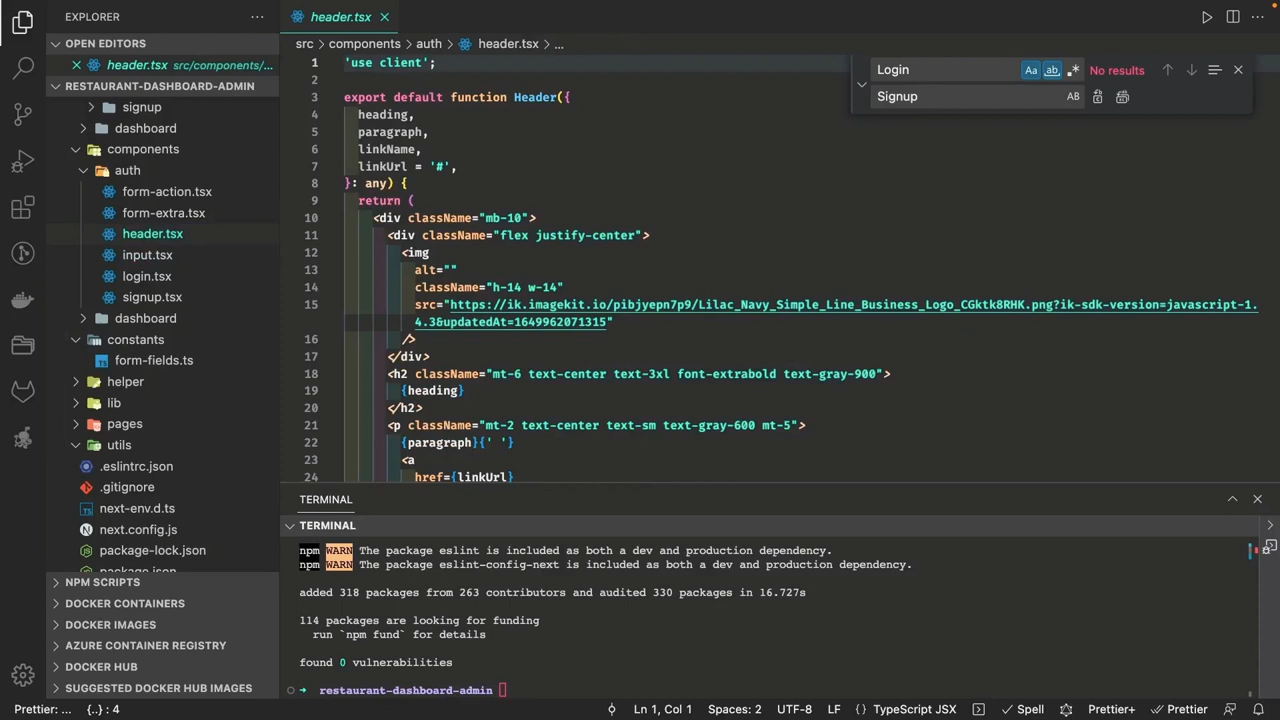 EXPLORER
OPEN EDITORS
header.tsx src/components/...
RESTAURANT-DASHBOARD-ADMIN
signup
dashboard
components
auth
form-action.tsx
form-extra.tsx
header.tsx
input.tsx
login.tsx
signup.tsx
dashboard
constants
form-fields.ts
helper
lib
pages
utils
.eslintrc.json
.gitignore
next-env.d.ts
next.config.js
package-lock.json
package.json
NPM SCRIPTS
DOCKER CONTAINERS
DOCKER IMAGES
AZURE CONTAINER REGISTRY
DOCKER HUB
SUGGESTED DOCKER HUB IMAGES
header.tsx
src > components > auth > header.tsx > ...
Login Aa ab No results
Signup AB
1 'use client';
2
3 export default function Header({
4 heading,
5 paragraph,
6 linkName,
7 linkUrl = '#',
8 }: any) {
9 return (
10 <div className="mb-10">
11 <div className="flex justify-center">
12 <img
13 alt=""
14 className="h-14 w-14"
15 src="https://ik.imagekit.io/pibjyepn7p9/Lilac_Navy_Simple_Line_Business_Logo_CGktk8RHK.png?ik-sdk-version=javascript-1.
4.3&updatedAt=1649962071315"
16 />
17 </div>
18 <h2 className="mt-6 text-center text-3xl font-extrabold text-gray-900">
19 {heading}
20 </h2>
21 <p className="mt-2 text-center text-sm text-gray-600 mt-5">
22 {paragraph}{' '}
23 <a
24 href={linkUrl}
TERMINAL
TERMINAL
npm WARN The package eslint is included as both a dev and production dependency.
npm WARN The package eslint-config-next is included as both a dev and production dependency.
added 318 packages from 263 contributors and audited 330 packages in 16.727s
114 packages are looking for funding
run `npm fund` for details
found 0 vulnerabilities
restaurant-dashboard-admin
Prettier: ... {..} : 4 Ln 1, Col 1 Spaces: 2 UTF-8 LF {} TypeScript JSX Spell Prettier+ Prettier